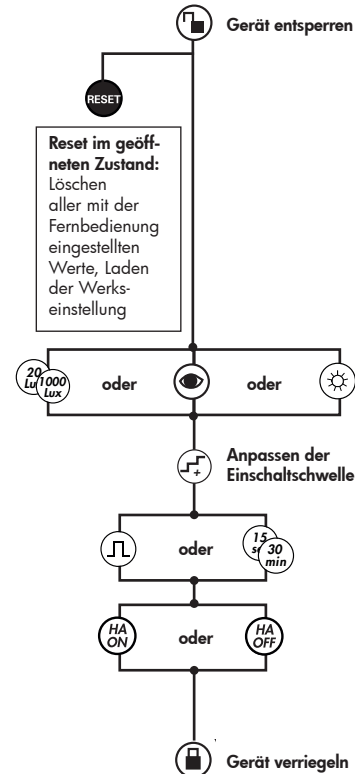 Gerät entsperren
RESET
Reset im geöff-
neten Zustand:
Löschen
aller mit der
Fernbedienung
eingestellten
Werte, Laden
der Werks-
einstellung
20
Lu
1000
Lux
oder
oder
Anpassen der
Einschaltschwelle
+
oder
15
se
30
min
HA
ON
oder
HA
OFF
Gerät verriegeln